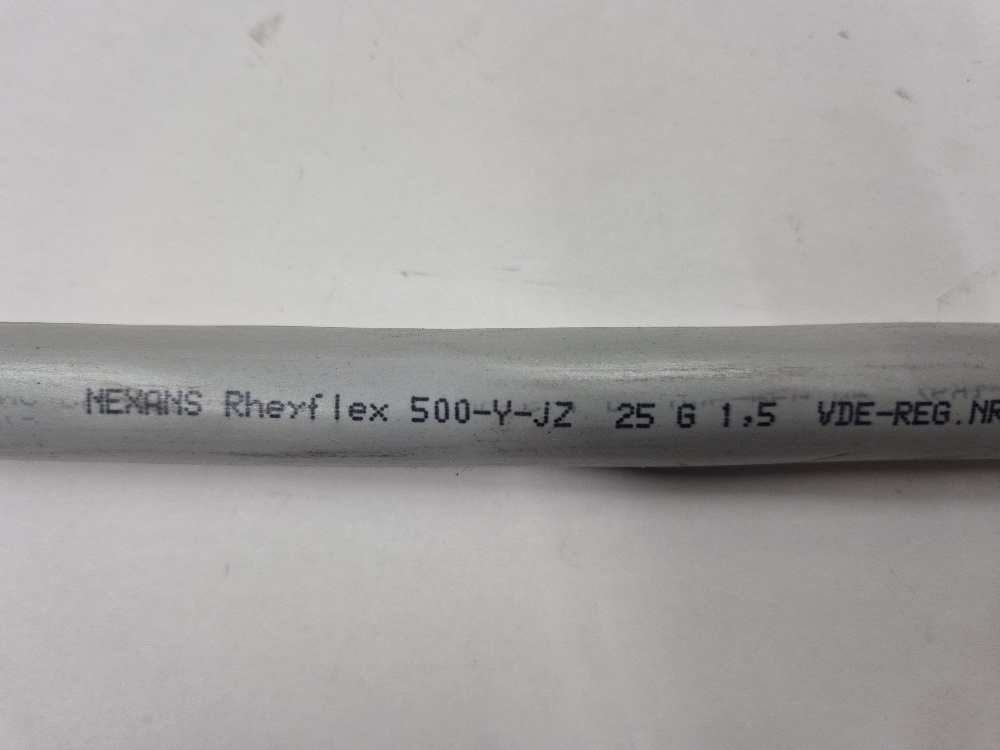 NEXANS Rheyflex 500-Y-JZ 25 G 1,5 VDE-REG.NR